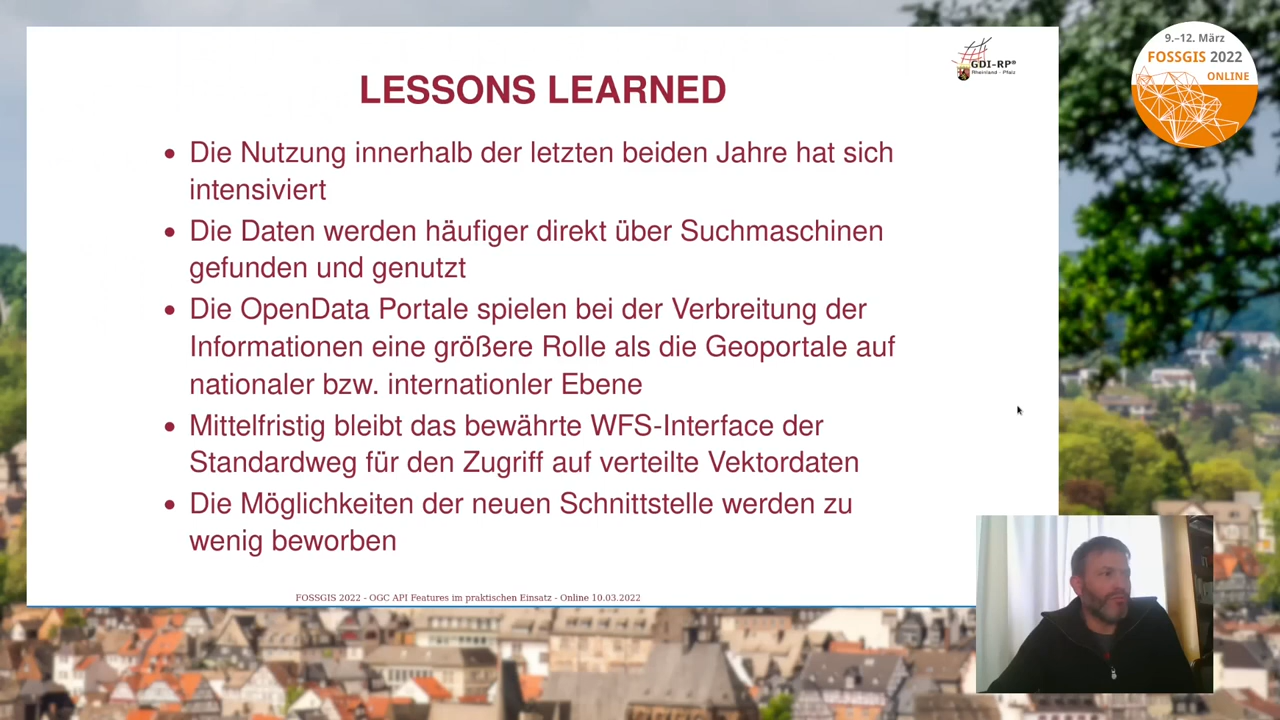 LESSONS LEARNED
GDI-RP®
Rheinland - Pfalz
9.–12. März
FOSSGIS 2022
ONLINE
• Die Nutzung innerhalb der letzten beiden Jahre hat sich
intensiviert
• Die Daten werden häufiger direkt über Suchmaschinen
gefunden und genutzt
• Die OpenData Portale spielen bei der Verbreitung der
Informationen eine größere Rolle als die Geoportale auf
nationaler bzw. internationler Ebene
• Mittelfristig bleibt das bewährte WFS-Interface der
Standardweg für den Zugriff auf verteilte Vektordaten
• Die Möglichkeiten der neuen Schnittstelle werden zu
wenig beworben
FOSSGIS 2022 - OGC API Features im praktischen Einsatz - Online 10.03.2022